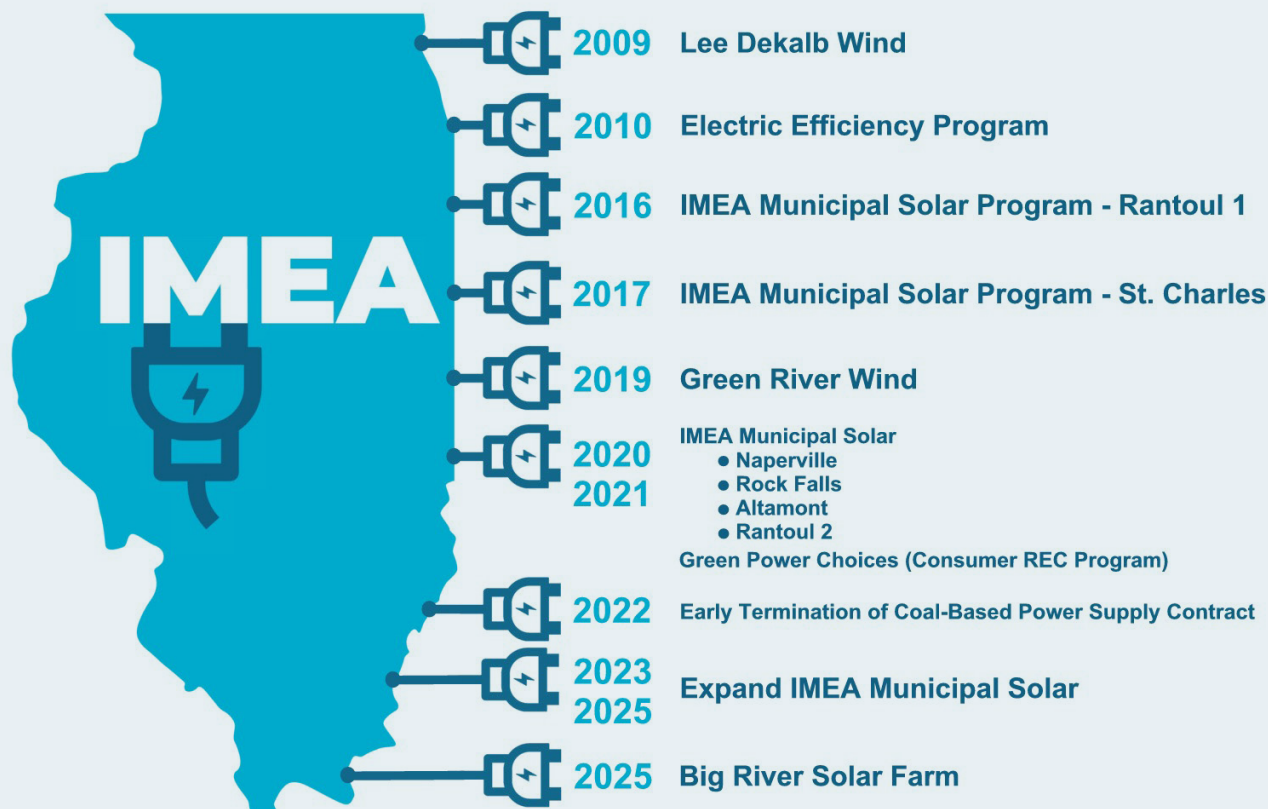 IMEA
2009 Lee Dekalb Wind
2010 Electric Efficiency Program
2016 IMEA Municipal Solar Program - Rantoul 1
2017 IMEA Municipal Solar Program - St. Charles
2019 Green River Wind
2020
2021
IMEA Municipal Solar
• Naperville
• Rock Falls
• Altamont
• Rantoul 2
Green Power Choices (Consumer REC Program)
2022 Early Termination of Coal-Based Power Supply Contract
2023
2025
Expand IMEA Municipal Solar
2025 Big River Solar Farm